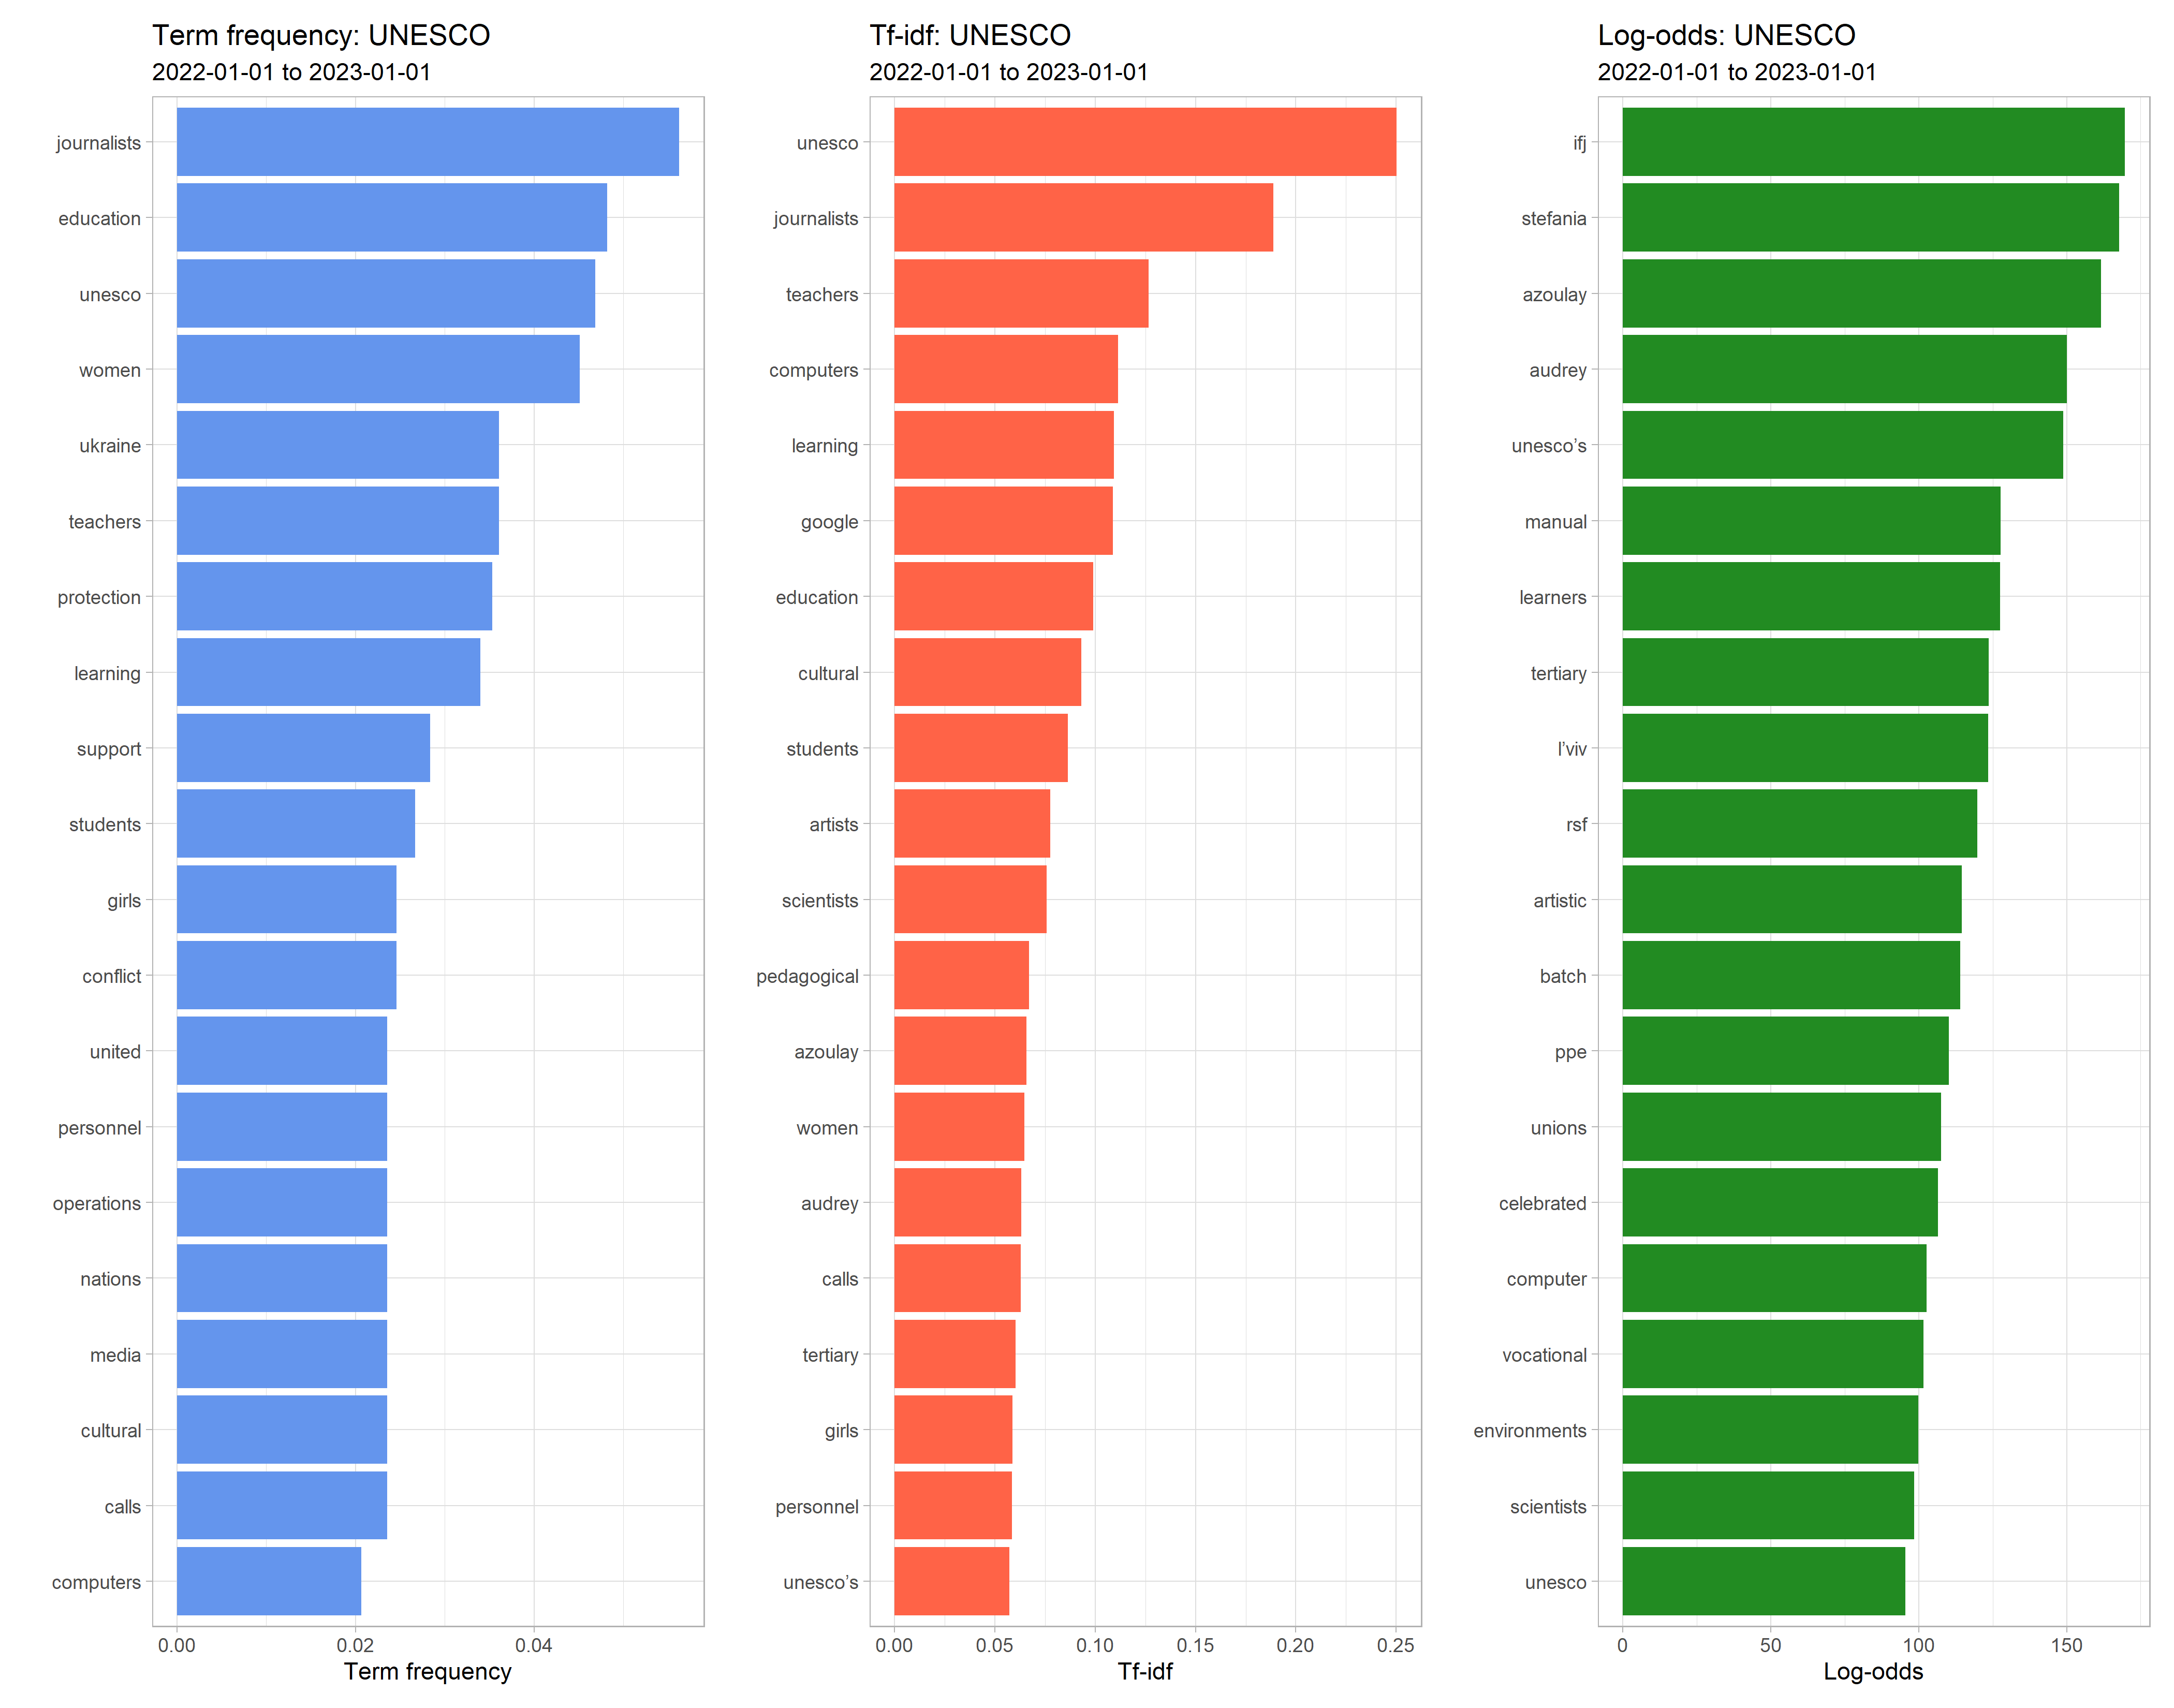 Term frequency: UNESCO
2022-01-01 to 2023-01-01
journalists
education
unesco
women
ukraine
teachers
protection
learning
support
students
girls
conflict
united
personnel
operations
nations
media
cultural
calls
computers
0.00 0.02 0.04
Term frequency
Tf-idf: UNESCO
2022-01-01 to 2023-01-01
unesco
journalists
teachers
computers
learning
google
education
cultural
students
artists
scientists
pedagogical
azoulay
women
audrey
calls
tertiary
girls
personnel
unesco’s
0.00 0.05 0.10 0.15 0.20 0.25
Tf-idf
Log-odds: UNESCO
2022-01-01 to 2023-01-01
ifj
stefania
azoulay
audrey
unesco’s
manual
learners
tertiary
l’viv
rsf
artistic
batch
ppe
unions
celebrated
computer
vocational
environments
scientists
unesco
0 50 100 150
Log-odds